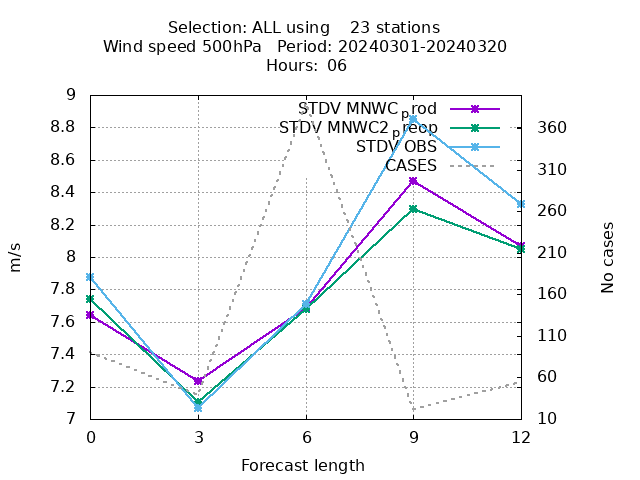 Selection: ALL using    23 stations
Wind speed 500hPa   Period: 20240301-20240320
Hours:  06
STDV MNWC_prod
STDV MNWC2_preop
STDV OBS
CASES
9
8.8
8.6
8.4
8.2
8
7.8
7.6
7.4
7.2
7
360
310
260
210
160
110
60
10
m/s
No cases
0 3 6 9 12
Forecast length